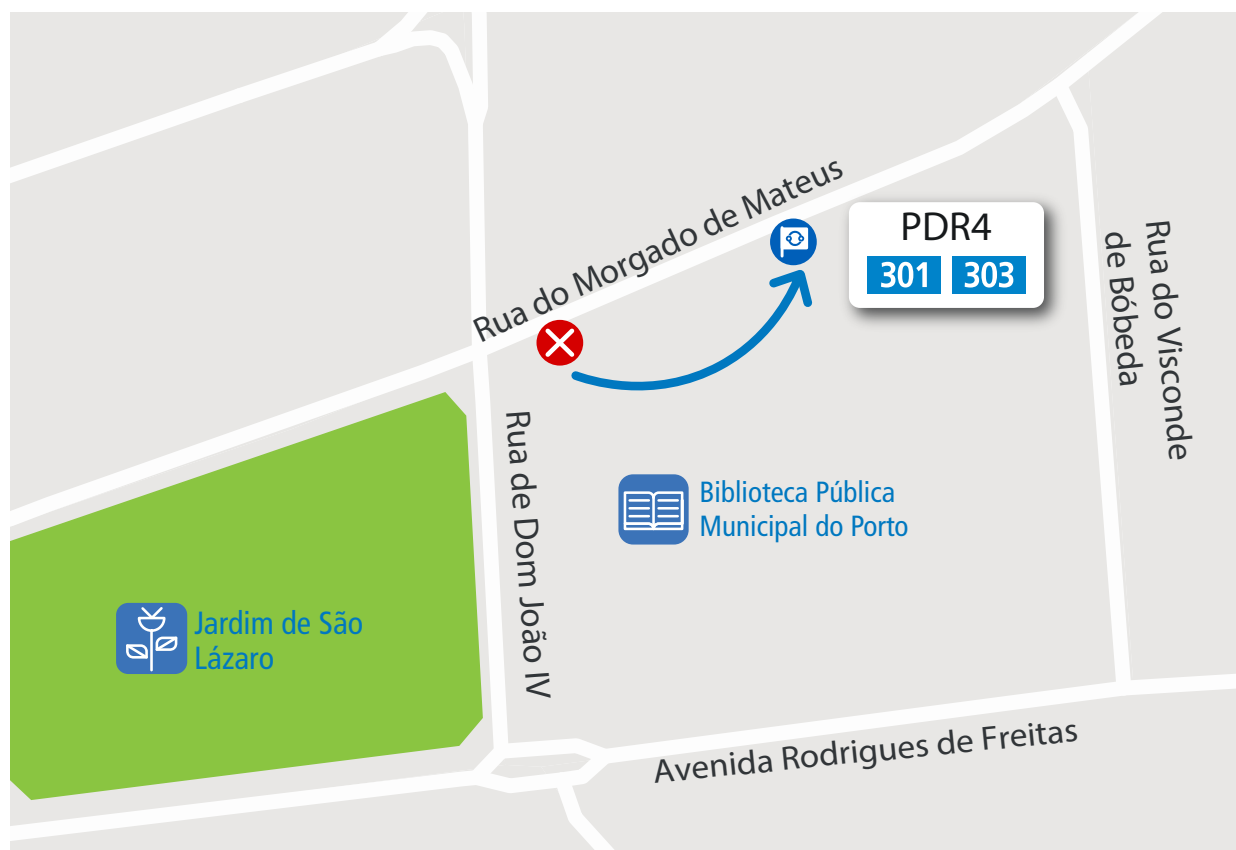 Rua do Morgado de Mateus
PDR4
301 303
Rua do Visconde
de Bóbeda
Rua de Dom João IV
Biblioteca Pública
Municipal do Porto
Jardim de São
Lázaro
Avenida Rodrigues de Freitas